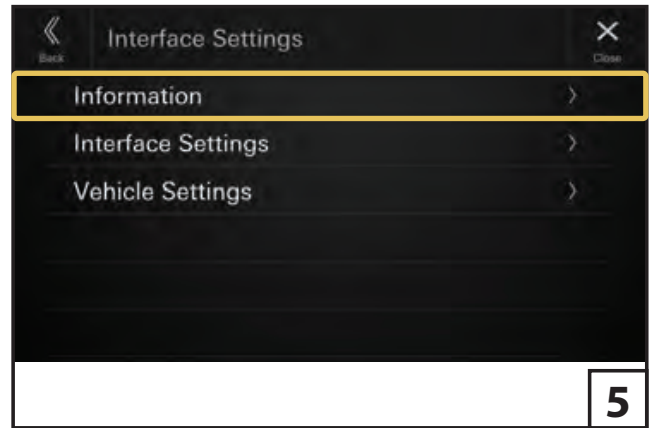 Interface Settings
Back
Close
Information
Interface Settings
Vehicle Settings
5